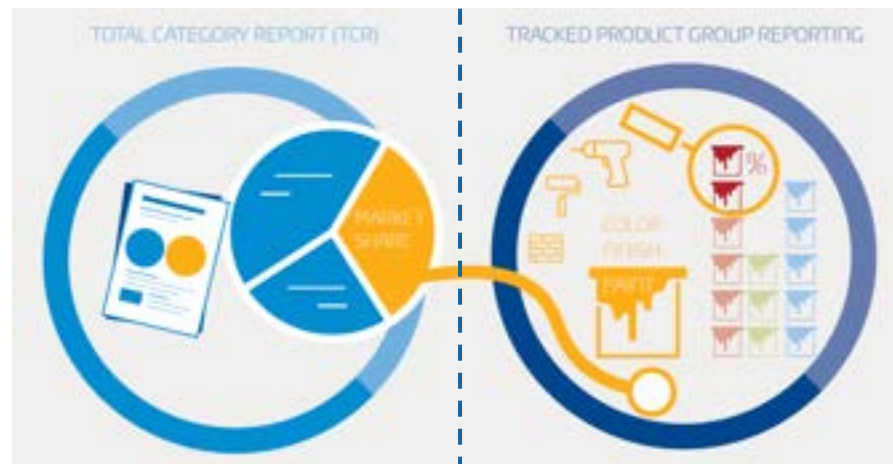 TOTAL CATEGORY REPORT (TCR)
MARKET
SHARE
TRACKED PRODUCT GROUP REPORTING
%
COLOR
FINISH
PAINT